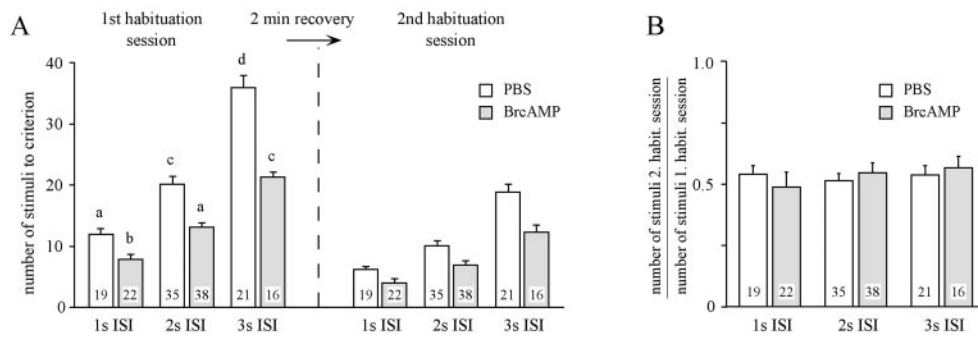 A
1st habituation
session
2 min recovery
2nd habituation
session
number of stimuli to criterion
40
30
20
10
0
a
b
c
a
d
c
PBS
BrcAMP
19 22 35 38 21 16 19 22 35 38 21 16
1s ISI 2s ISI 3s ISI 1s ISI 2s ISI 3s ISI
B
number of stimuli 2. habit. session
number of stimuli 1. habit. session
1.0
0.5
0
PBS
BrcAMP
19 22 35 38 21 16
1s ISI 2s ISI 3s ISI